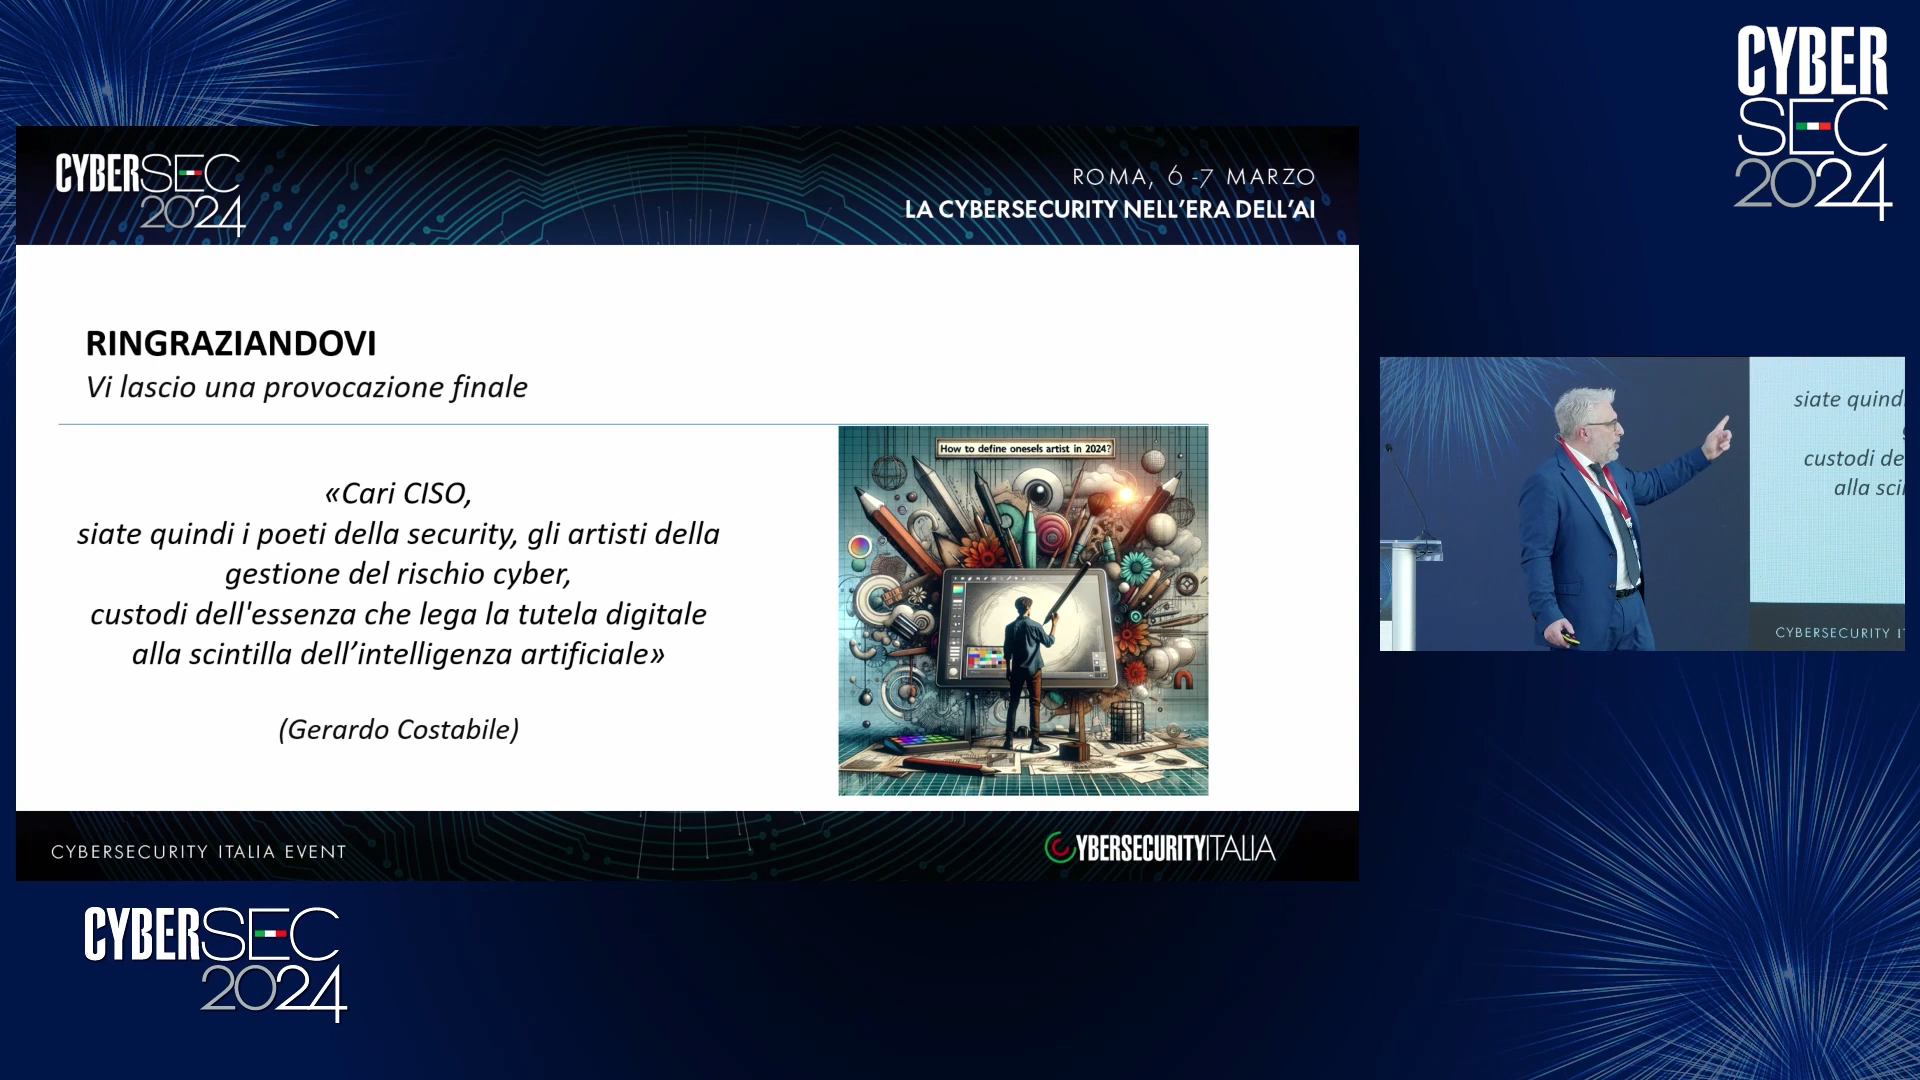 CYBER
SEC
2024
CYBERSEC
2024
ROMA, 6 -7 MARZO
LA CYBERSECURITY NELL'ERA DELL'AI
RINGRAZIANDOVI
Vi lascio una provocazione finale
How to define onesels artist in 2024?
«Cari CISO,
siate quindi i poeti della security, gli artisti della
gestione del rischio cyber,
custodi dell'essenza che lega la tutela digitale
alla scintilla dell’intelligenza artificiale»
(Gerardo Costabile)
siate quind
custodi de
alla sci
CYBERSECURITY IT
CYBERSECURITY ITALIA EVENT
CYBERSECURITYITALIA
CYBERSEC
2024